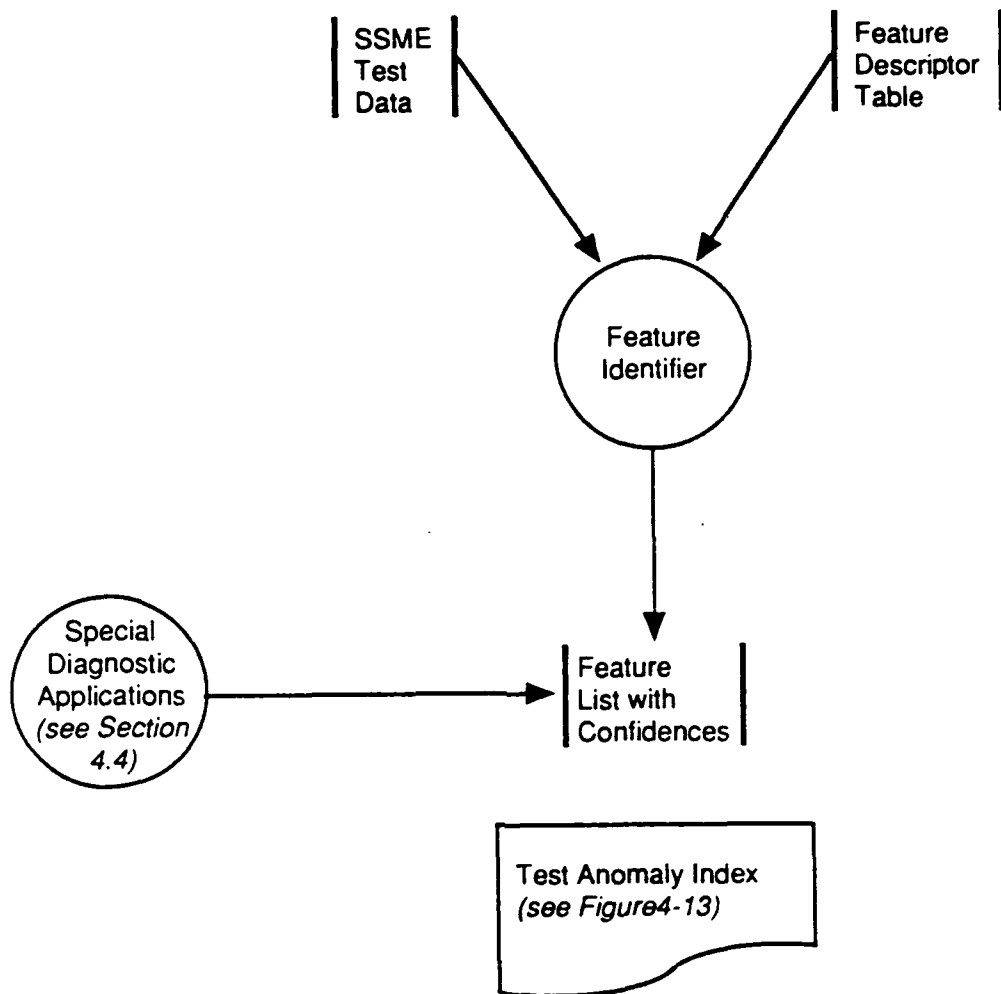 SSME
Test
Data
Feature
Descriptor
Table
Feature
Identifier
Special
Diagnostic
Applications
(see Section
4.4)
Feature
List with
Confidences
Test Anomaly Index
(see Figure4-13)